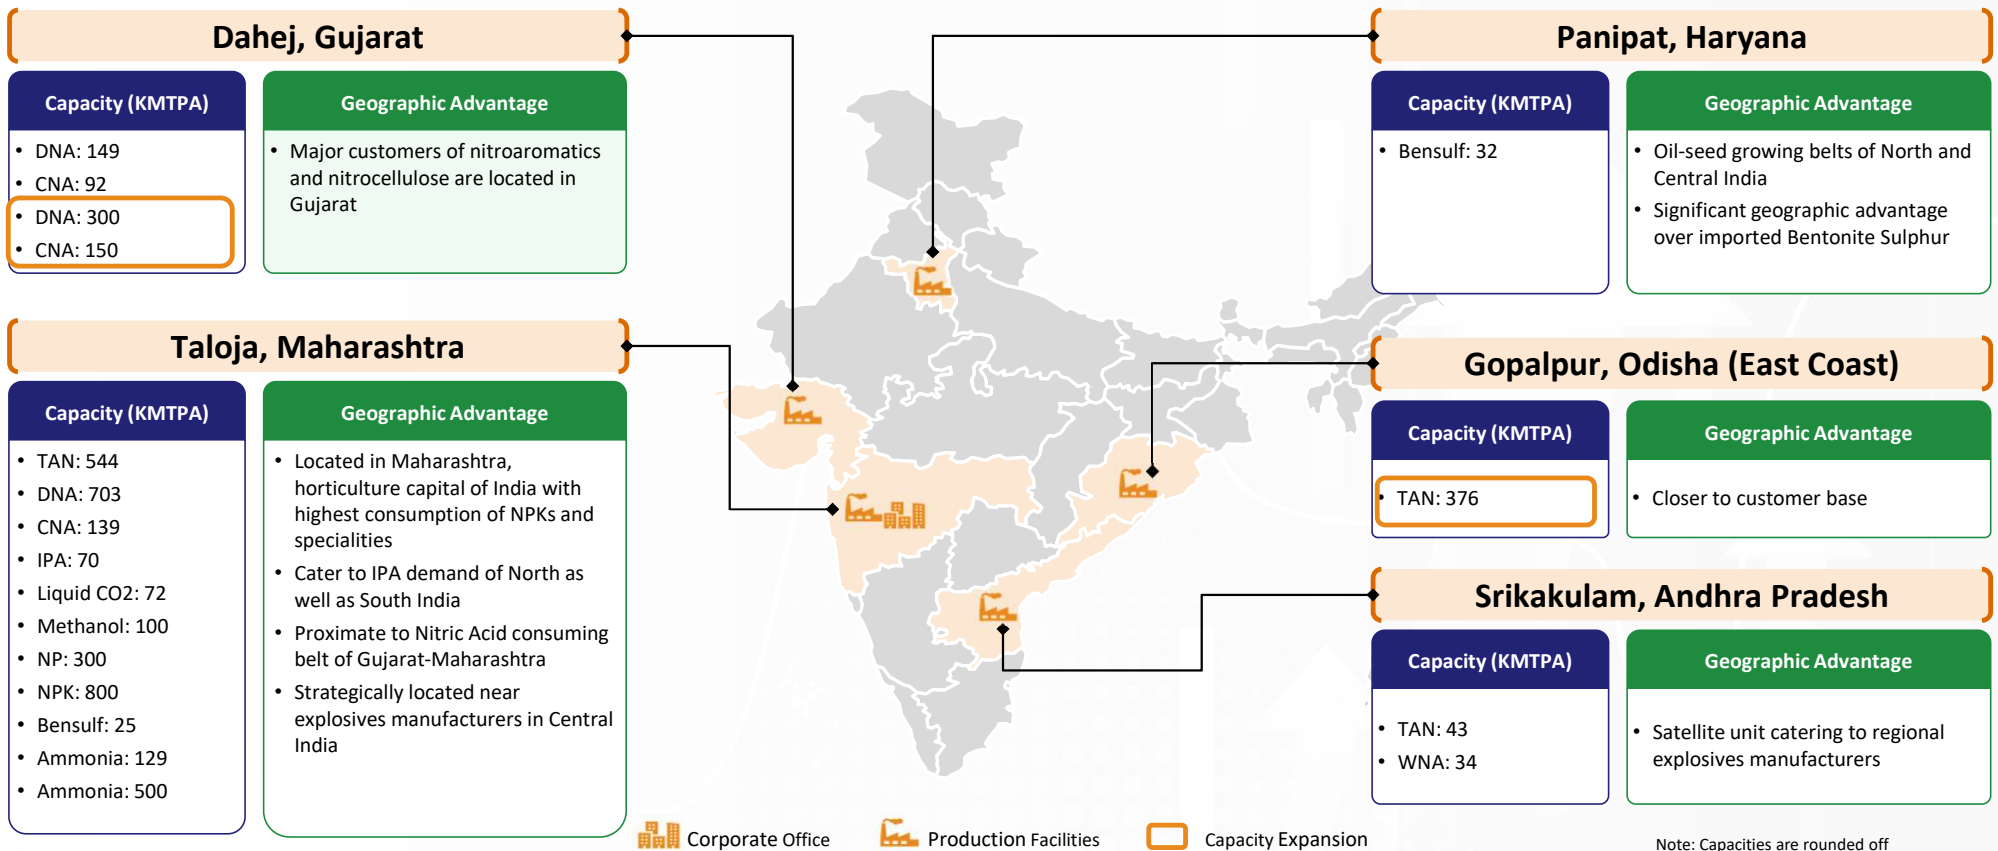 Dahej, Gujarat
Capacity (KMTPA)
• DNA: 149
• CNA: 92
• DNA: 300
• CNA: 150
Geographic Advantage
• Major customers of nitroaromatics
and nitrocellulose are located in
Gujarat
Taloja, Maharashtra
Capacity (KMTPA)
• TAN: 544
• DNA: 703
• CNA: 139
• IPA: 70
• Liquid CO2: 72
• Methanol: 100
• NP: 300
• NPK: 800
• Bensulf: 25
• Ammonia: 129
• Ammonia: 500
Geographic Advantage
• Located in Maharashtra,
horticulture capital of India with
highest consumption of NPKs and
specialities
• Cater to IPA demand of North as
well as South India
• Proximate to Nitric Acid consuming
belt of Gujarat-Maharashtra
• Strategically located near
explosives manufacturers in Central
India
Panipat, Haryana
Capacity (KMTPA)
• Bensulf: 32
Geographic Advantage
• Oil-seed growing belts of North and
Central India
• Significant geographic advantage
over imported Bentonite Sulphur
Gopalpur, Odisha (East Coast)
Capacity (KMTPA)
• TAN: 376
Geographic Advantage
• Closer to customer base
Srikakulam, Andhra Pradesh
Capacity (KMTPA)
• TAN: 43
• WNA: 34
Geographic Advantage
• Satellite unit catering to regional
explosives manufacturers
Corporate Office
Production Facilities
Capacity Expansion
Note: Capacities are rounded off